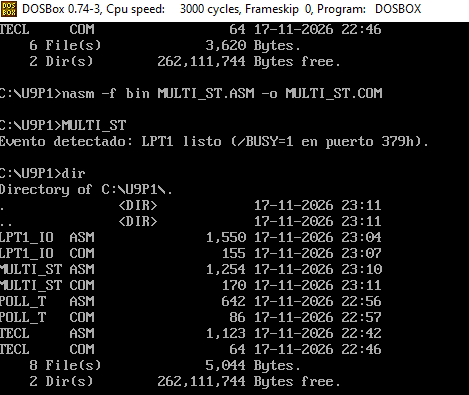 DOSBox 0.74-3, Cpu speed:    3000 cycles, Frameskip  0, Program:   DOSBOX
TECL     COM                 64 17-11-2026 22:46
    6 File(s)             3,620 Bytes.
    2 Dir(s)        262,111,744 Bytes free.
C:\U9P1>nasm -f bin MULTI_ST.ASM -o MULTI_ST.COM
C:\U9P1>MULTI_ST
Evento detectado: LPT1 listo (/BUSY=1 en puerto 379h).
C:\U9P1>dir
Directory of C:\U9P1\.
.              <DIR>            17-11-2026 23:11
..             <DIR>            17-11-2026 23:11
LPT1_IO  ASM              1,550 17-11-2026 23:04
LPT1_IO  COM                155 17-11-2026 23:07
MULTI_ST ASM              1,254 17-11-2026 23:10
MULTI_ST COM                170 17-11-2026 23:11
POLL_T   ASM                642 17-11-2026 22:56
POLL_T   COM                 86 17-11-2026 22:57
TECL     ASM              1,123 17-11-2026 22:42
TECL     COM                 64 17-11-2026 22:46
    8 File(s)             5,044 Bytes.
    2 Dir(s)        262,111,744 Bytes free.